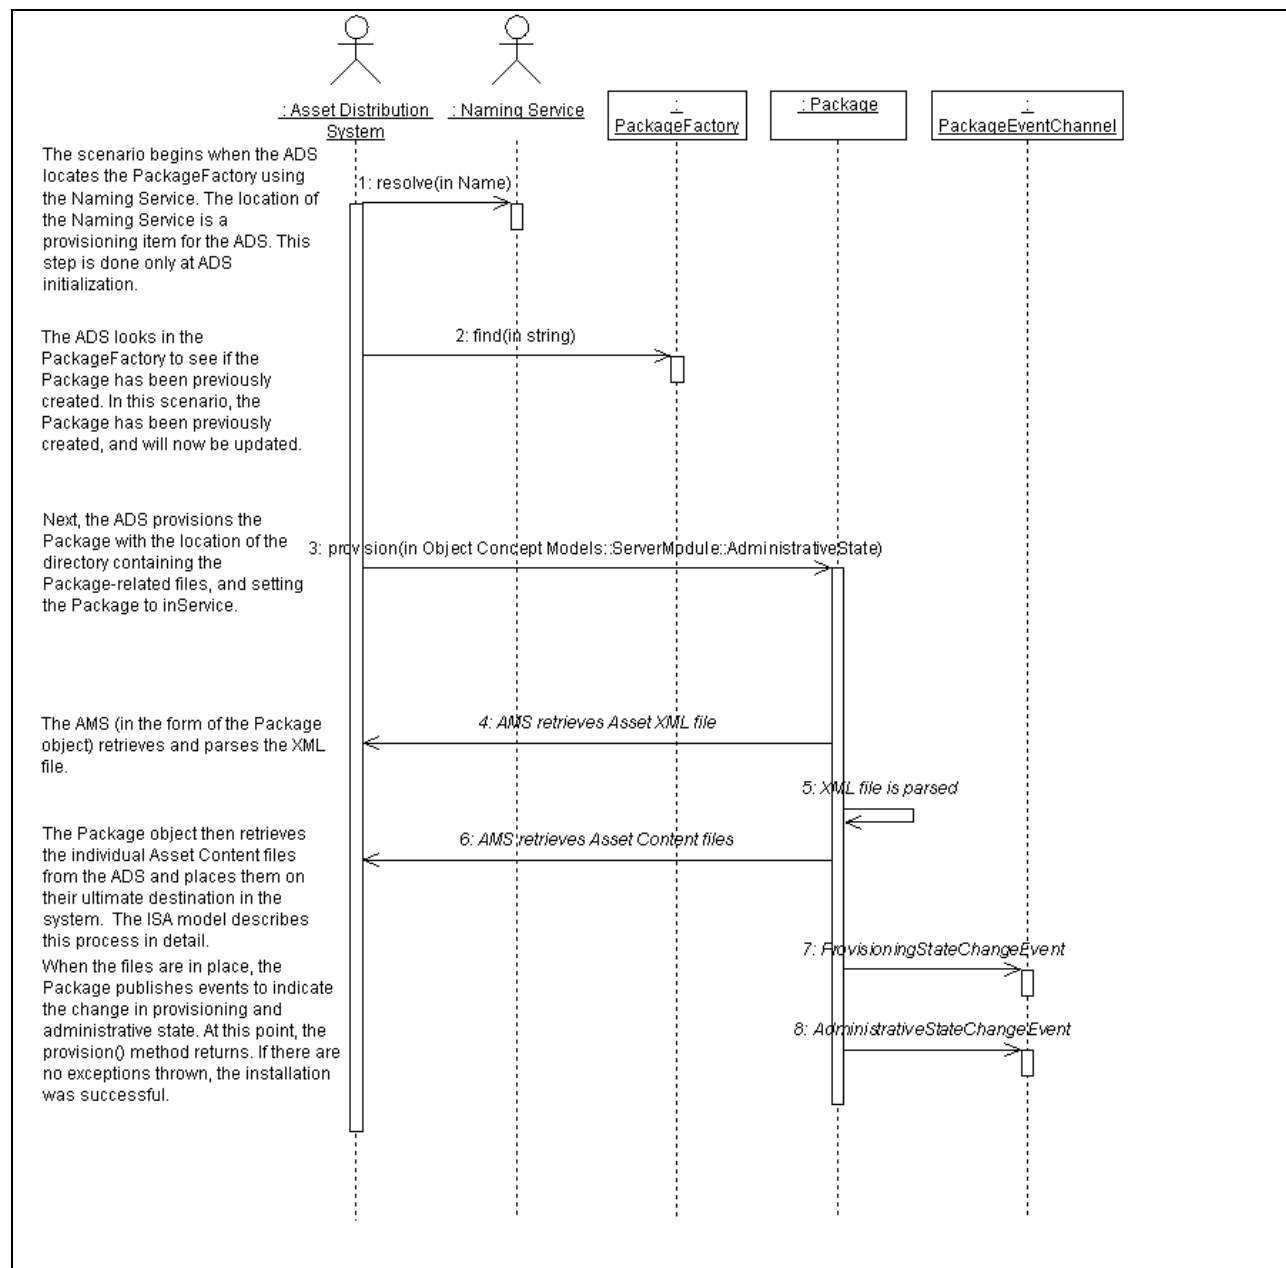 : Asset Distribution
System
: Naming Service
:
PackageFactory
: Package
:
PackageEventChannel
The scenario begins when the ADS
locates the PackageFactory using
the Naming Service. The location of
the Naming Service is a
provisioning item for the ADS. This
step is done only at ADS
initialization.
1: resolve(in Name)
The ADS looks in the
PackageFactory to see if the
Package has been previously
created. In this scenario, the
Package has been previously
created, and will now be updated.
2: find(in string)
Next, the ADS provisions the
Package with the location of the
directory containing the
Package-related files, and setting
the Package to inService.
3: provision(in Object Concept Models::ServerModule::AdministrativeState)
The AMS (in the form of the Package
object) retrieves and parses the XML
file.
4: AMS retrieves Asset XML file
5: XML file is parsed
The Package object then retrieves
the individual Asset Content files
from the ADS and places them on
their ultimate destination in the
system.  The ISA model describes
this process in detail.
6: AMS retrieves Asset Content files
When the files are in place, the
Package publishes events to indicate
the change in provisioning and
administrative state. At this point, the
provision() method returns. If there are
no exceptions thrown, the installation
was successful.
7: ProvisioningStateChangeEvent
8: AdministrativeStateChangeEvent